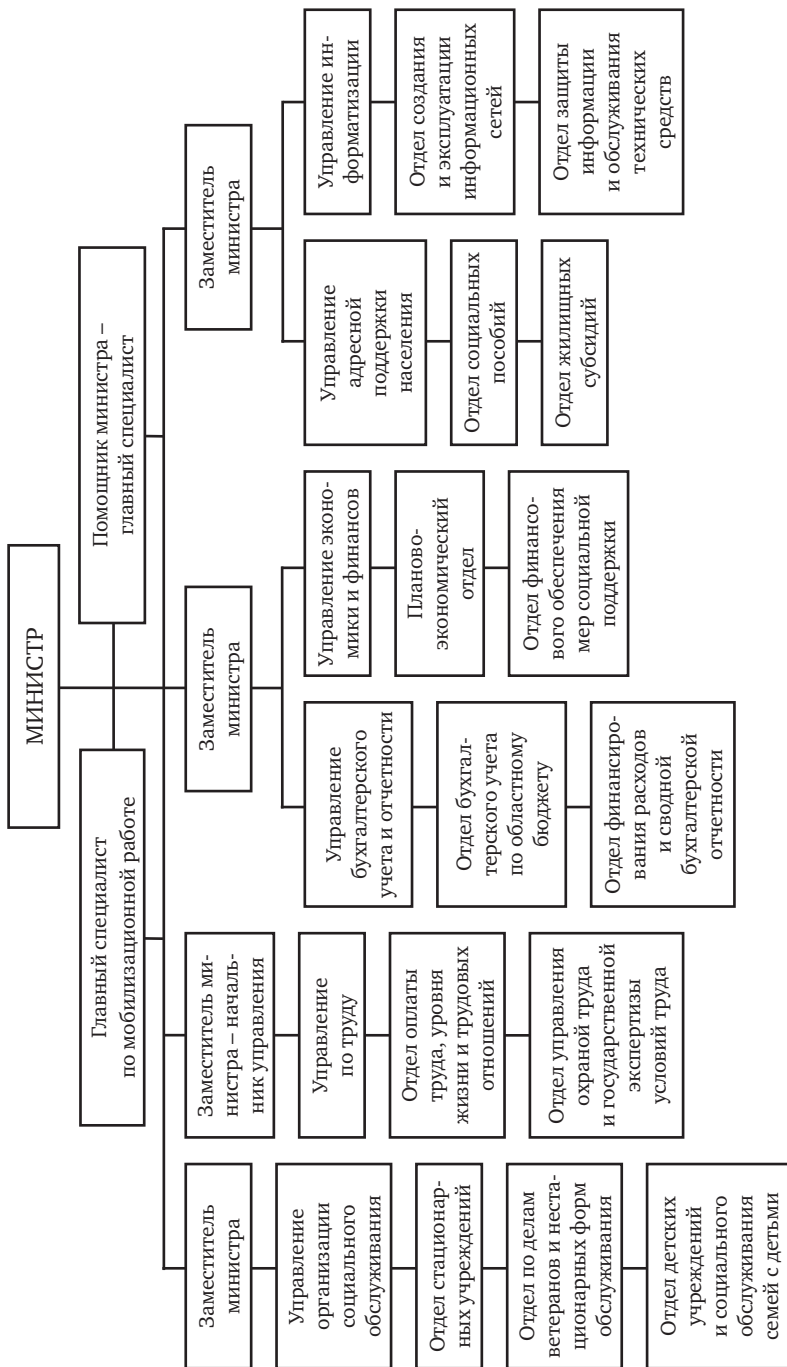 МИНИСТР
Главный специалист
по мобилизационной работе
Помощник министра –
главный специалист
Заместитель
министра
Управление
организации
социального
обслуживания
Отдел стационар-
ных учреждений
Отдел по делам
ветеранов и неста-
ционарных форм
обслуживания
Отдел детских
учреждений
и социального
обслуживания
семей с детьми
Заместитель ми-
нистра – началь-
ник управления
Управление
по труду
Отдел оплаты
труда, уровня
жизни и трудовых
отношений
Отдел управления
охраной труда
и государственной
экспертизы
условий труда
Заместитель
министра
Управление
бухгалтерского
учета и отчетности
Отдел бухгал-
терского учета
по областному
бюджету
Отдел финансиро-
вания расходов
и сводной
бухгалтерской
отчетности
Управление эконо-
мики и финансов
Планово-
экономический
отдел
Отдел финансо-
вого обеспечения
мер социальной
поддержки
Заместитель
министра
Управление
адресной
поддержки
населения
Отдел социальных
пособий
Отдел жилищных
субсидий
Управление ин-
форматизации
Отдел создания
и эксплуатации
информационных
сетей
Отдел защиты
информации
и обслуживания
технических
средств